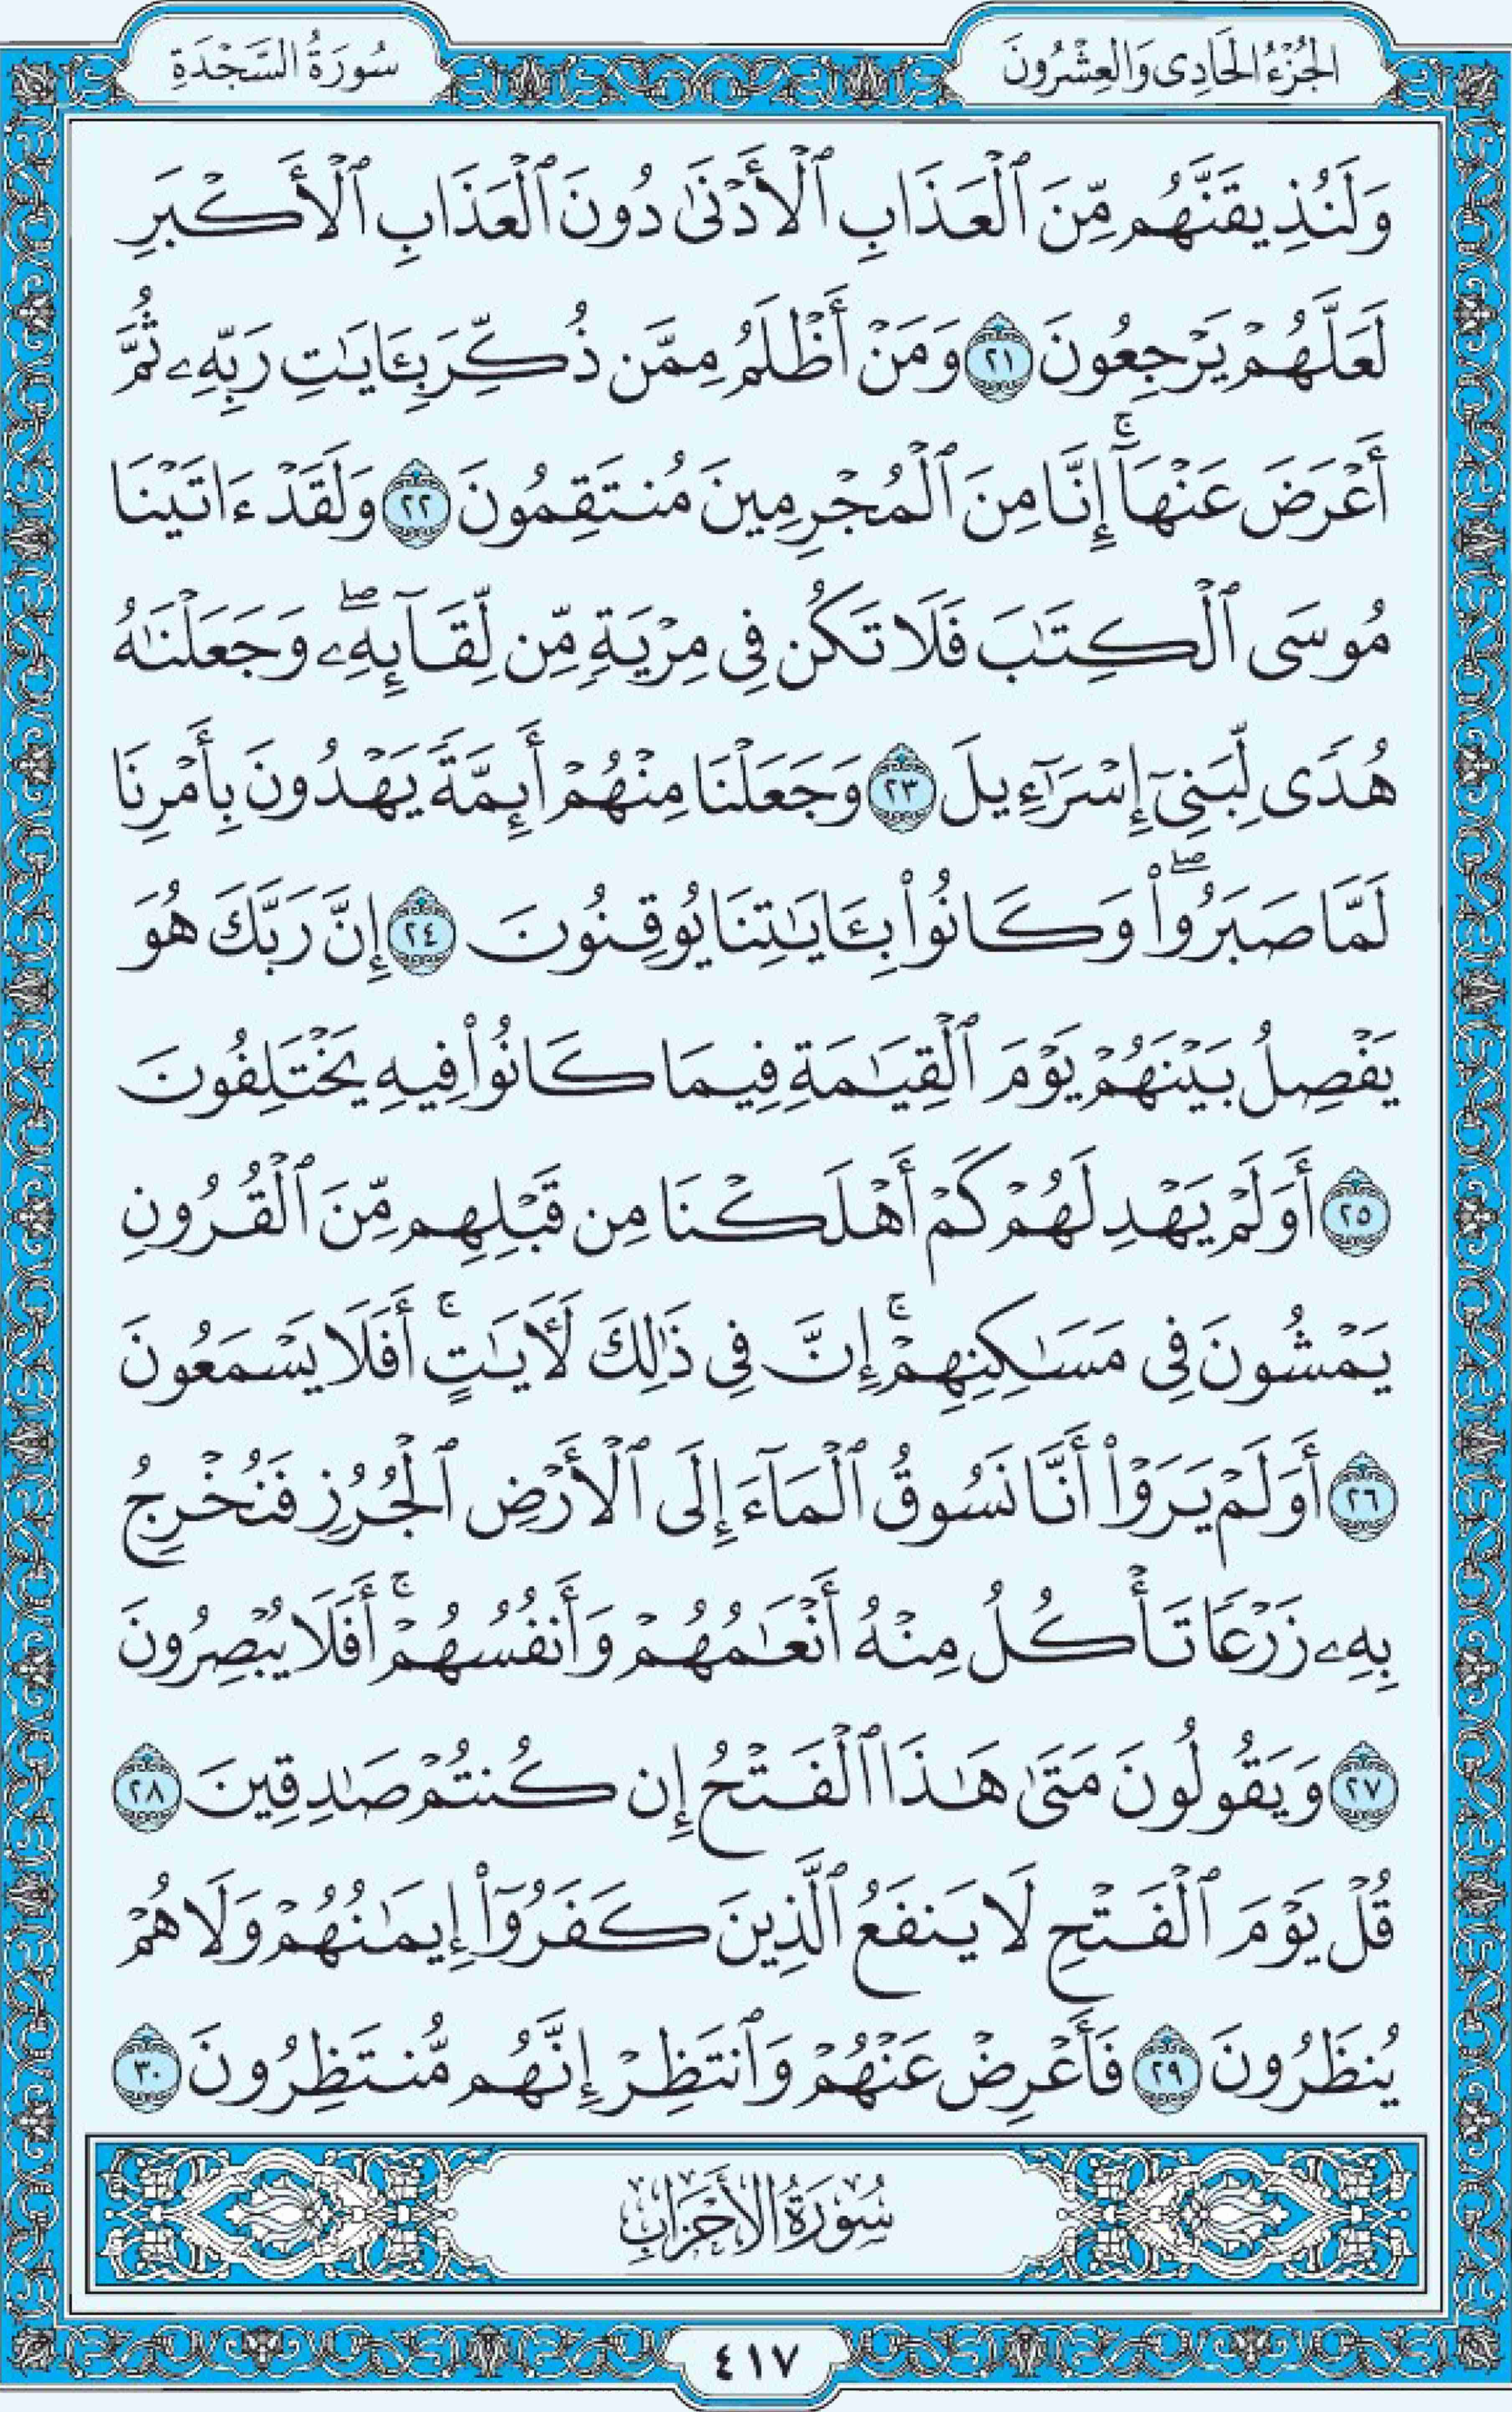 الجُزْءُ الحَادِى وَالعِشْرُونَ
سُورَةُ السَّجْدَةِ
وَلَنُذِيقَنَّهُم مِّنَ ٱلْعَذَابِ ٱلْأَدْنَىٰ دُونَ ٱلْعَذَابِ ٱلْأَكْبَرِ
لَعَلَّهُمْ يَرْجِعُونَ ٢١ وَمَنْ أَظْلَمُ مِمَّن ذُكِّرَ بِـَٔايَـٰتِ رَبِّهِۦ ثُمَّ
أَعْرَضَ عَنْهَآ ۚ إِنَّا مِنَ ٱلْمُجْرِمِينَ مُنتَقِمُونَ ٢٢ وَلَقَدْ ءَاتَيْنَا
مُوسَى ٱلْكِتَـٰبَ فَلَا تَكُن فِى مِرْيَةٍ مِّن لِّقَآئِهِۦ ۖ وَجَعَلْنَـٰهُ
هُدًى لِّبَنِىٓ إِسْرَٰٓءِيلَ ٢٣ وَجَعَلْنَا مِنْهُمْ أَئِمَّةً يَهْدُونَ بِأَمْرِنَا
لَمَّا صَبَرُوا۟ ۖ وَكَانُوا۟ بِـَٔايَـٰتِنَا يُوقِنُونَ ٢٤ إِنَّ رَبَّكَ هُوَ
يَفْصِلُ بَيْنَهُمْ يَوْمَ ٱلْقِيَـٰمَةِ فِيمَا كَانُوا۟ فِيهِ يَخْتَلِفُونَ
٢٥ أَوَلَمْ يَهْدِ لَهُمْ كَمْ أَهْلَكْنَا مِن قَبْلِهِم مِّنَ ٱلْقُرُونِ
يَمْشُونَ فِى مَسَـٰكِنِهِمْ ۚ إِنَّ فِى ذَٰلِكَ لَـَٔايَـٰتٍ ۖ أَفَلَا يَسْمَعُونَ
٢٦ أَوَلَمْ يَرَوْا۟ أَنَّا نَسُوقُ ٱلْمَآءَ إِلَى ٱلْأَرْضِ ٱلْجُرُزِ فَنُخْرِجُ
بِهِۦ زَرْعًا تَأْكُلُ مِنْهُ أَنْعَـٰمُهُمْ وَأَنفُسُهُمْ ۚ أَفَلَا يُبْصِرُونَ
٢٧ وَيَقُولُونَ مَتَىٰ هَـٰذَا ٱلْفَتْحُ إِن كُنتُمْ صَـٰدِقِينَ ٢٨
قُلْ يَوْمَ ٱلْفَتْحِ لَا يَنفَعُ ٱلَّذِينَ كَفَرُوٓا۟ إِيمَـٰنُهُمْ وَلَا هُمْ
يُنظَرُونَ ٢٩ فَأَعْرِضْ عَنْهُمْ وَٱنتَظِرْ إِنَّهُم مُّنتَظِرُونَ ٣٠
سُورَةُ الأَحْزَابِ
٤١٧